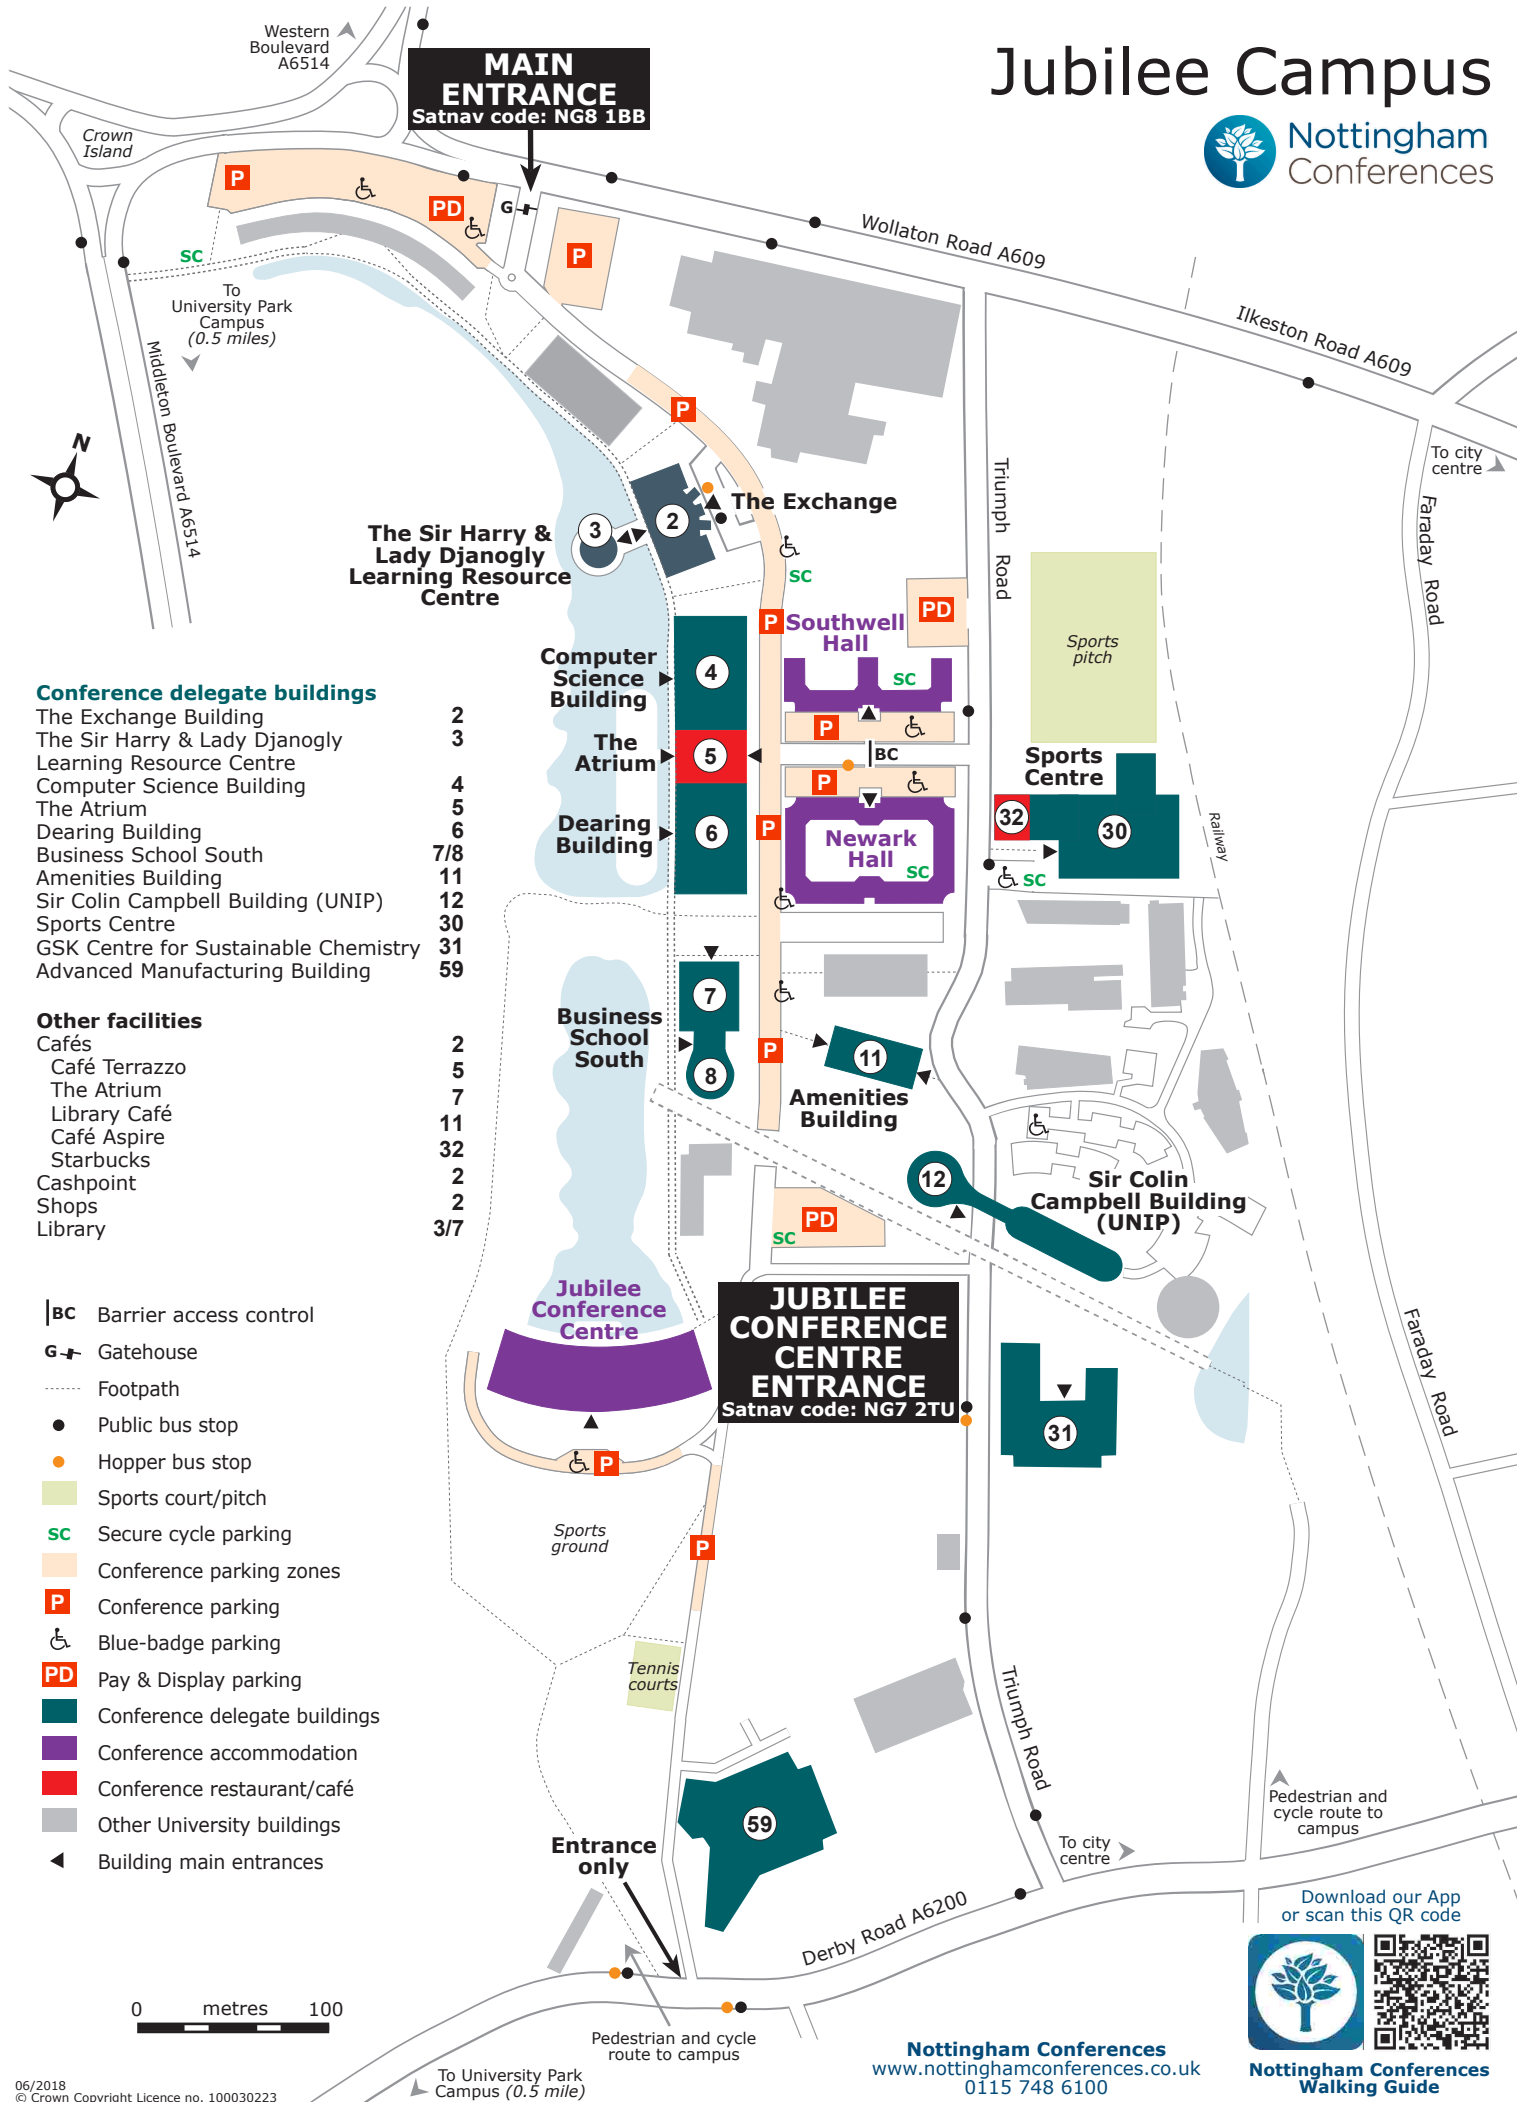 Jubilee Campus
Nottingham
Conferences
Western
Boulevard
A6514
MAIN
ENTRANCE
Satnav code: NG8 1BB
Crown
Island
P
PD
G
P
SC
To
University Park
Campus
(0.5 miles)
Middleton Boulevard A6514
N
Wollaton Road A609
Ilkeston Road A609
To city
centre
Faraday Road
Triumph Road
P
The Exchange
2
3
The Sir Harry &
Lady Djanogly
Learning Resource
Centre
SC
P
Southwell
Hall
PD
SC
Sports
pitch
Computer
Science
Building
4
P
The
Atrium
5
BC
P
Sports
Centre
32
30
Railway
Dearing
Building
6
P
Newark
Hall
SC
SC
Business
School
South
7
8
P
11
Amenities
Building
12
Sir Colin
Campbell Building
(UNIP)
PD
SC
Jubilee
Conference
Centre
JUBILEE
CONFERENCE
CENTRE
ENTRANCE
Satnav code: NG7 2TU
31
Faraday Road
P
Sports
ground
P
Tennis
courts
Triumph Road
59
Entrance
only
Derby Road A6200
To city
centre
Pedestrian and
cycle route to
campus
Pedestrian and cycle
route to campus
To University Park
Campus (0.5 mile)
Conference delegate buildings
The Exchange Building 2
The Sir Harry & Lady Djanogly 3
Learning Resource Centre
Computer Science Building 4
The Atrium 5
Dearing Building 6
Business School South 7/8
Amenities Building 11
Sir Colin Campbell Building (UNIP) 12
Sports Centre 30
GSK Centre for Sustainable Chemistry 31
Advanced Manufacturing Building 59
Other facilities
Cafés 2
Café Terrazzo 5
The Atrium 7
Library Café 11
Café Aspire 32
Starbucks
Cashpoint 2
Shops 2
Library 3/7
BC Barrier access control
G Gatehouse
Footpath
Public bus stop
Hopper bus stop
Sports court/pitch
SC Secure cycle parking
Conference parking zones
P Conference parking
Blue-badge parking
PD Pay & Display parking
Conference delegate buildings
Conference accommodation
Conference restaurant/café
Other University buildings
Building main entrances
0 metres 100
06/2018
© Crown Copyright Licence no. 100030223
Nottingham Conferences
www.nottinghamconferences.co.uk
0115 748 6100
Download our App
or scan this QR code
Nottingham Conferences
Walking Guide